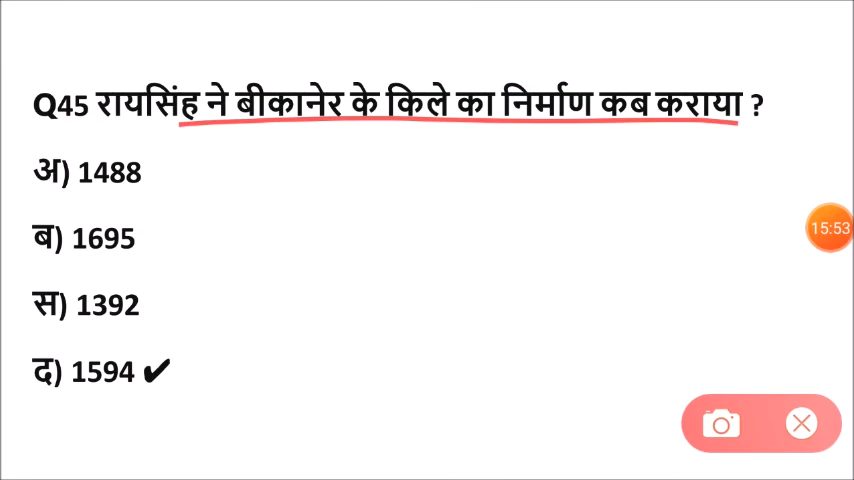 Q45 रायसिंह ने बीकानेर के किले का निर्माण कब कराया ?
अ) 1488
ब) 1695
15:53
स) 1392
द) 1594 ✔